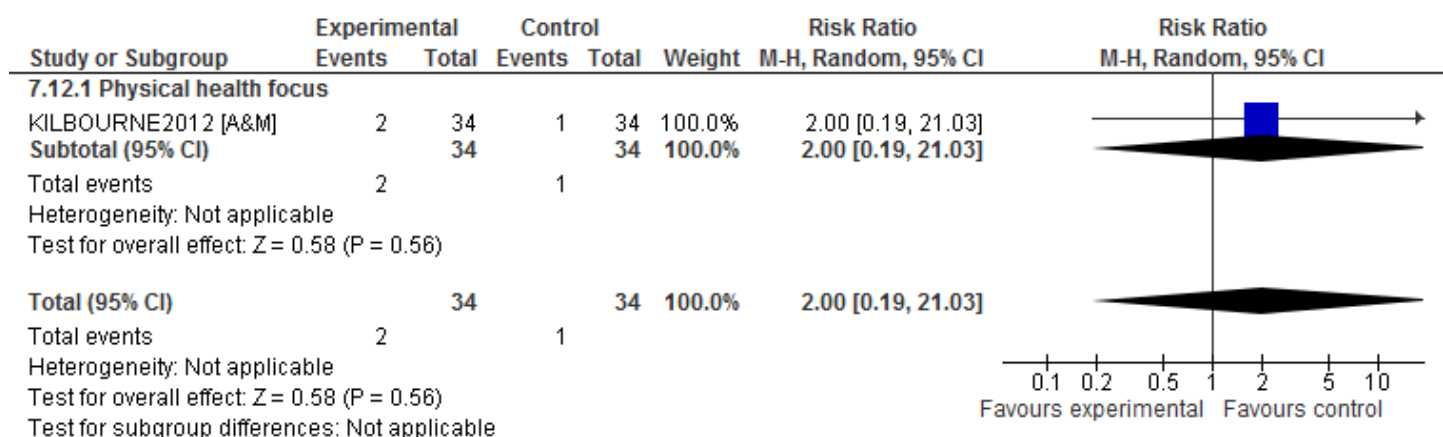 Experimental Control Risk Ratio Risk Ratio
Study or Subgroup Events Total Events Total Weight M-H, Random, 95% CI M-H, Random, 95% CI
7.12.1 Physical health focus
KILBOURNE2012 [A&M] 2 34 1 34 100.0% 2.00 [0.19, 21.03]
Subtotal (95% CI) 34 34 100.0% 2.00 [0.19, 21.03]
Total events 2 1
Heterogeneity: Not applicable
Test for overall effect: Z = 0.58 (P = 0.56)
Total (95% CI) 34 34 100.0% 2.00 [0.19, 21.03]
Total events 2 1
Heterogeneity: Not applicable
Test for overall effect: Z = 0.58 (P = 0.56)
Test for subgroup differences: Not applicable
0.1 0.2 0.5 1 2 5 10
Favours experimental Favours control